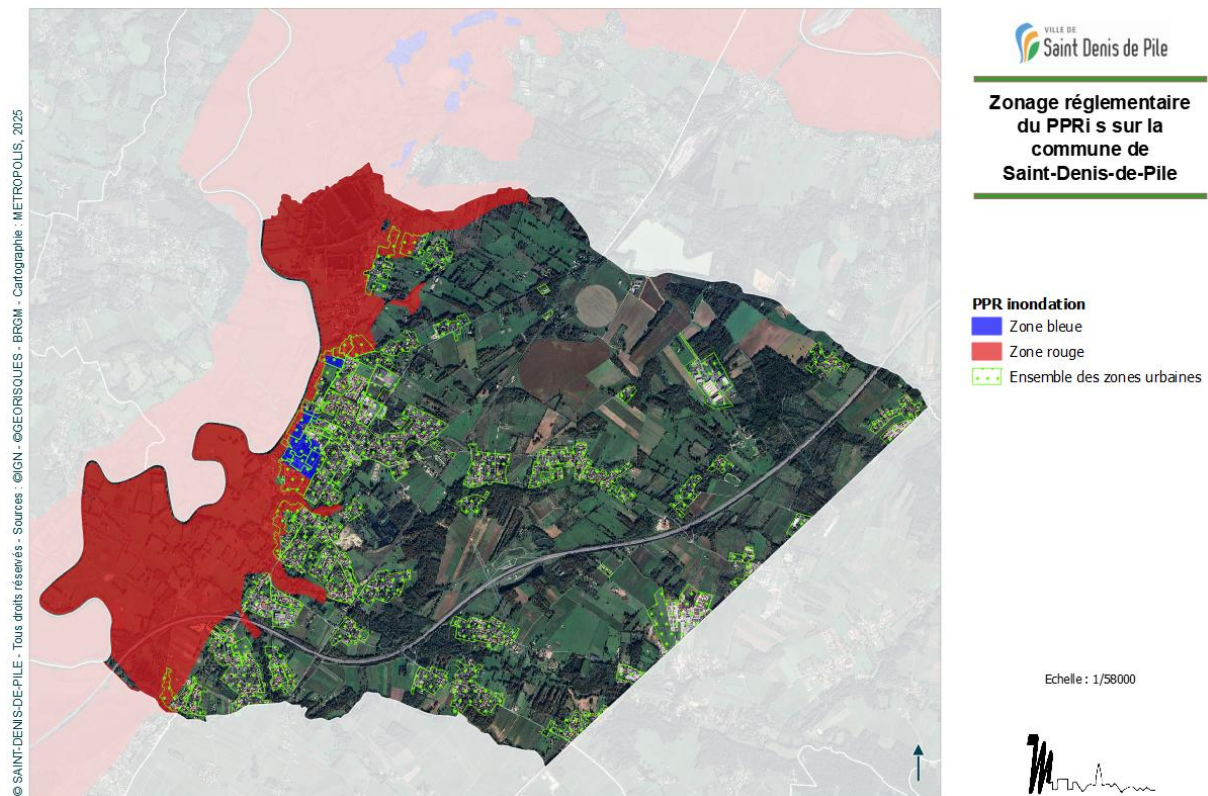 VILLE DE
Saint Denis de Pile
Zonage réglementaire
du PPRi s sur la
commune de
Saint-Denis-de-Pile
PPR inondation
Zone bleue
Zone rouge
Ensemble des zones urbaines
Echelle : 1/58000
© SAINT-DENIS-DE-PILE - Tous droits réservés - Sources : ©IGN - ©GEORISQUES - BRGM - Cartographie : METROPOLIS, 2025